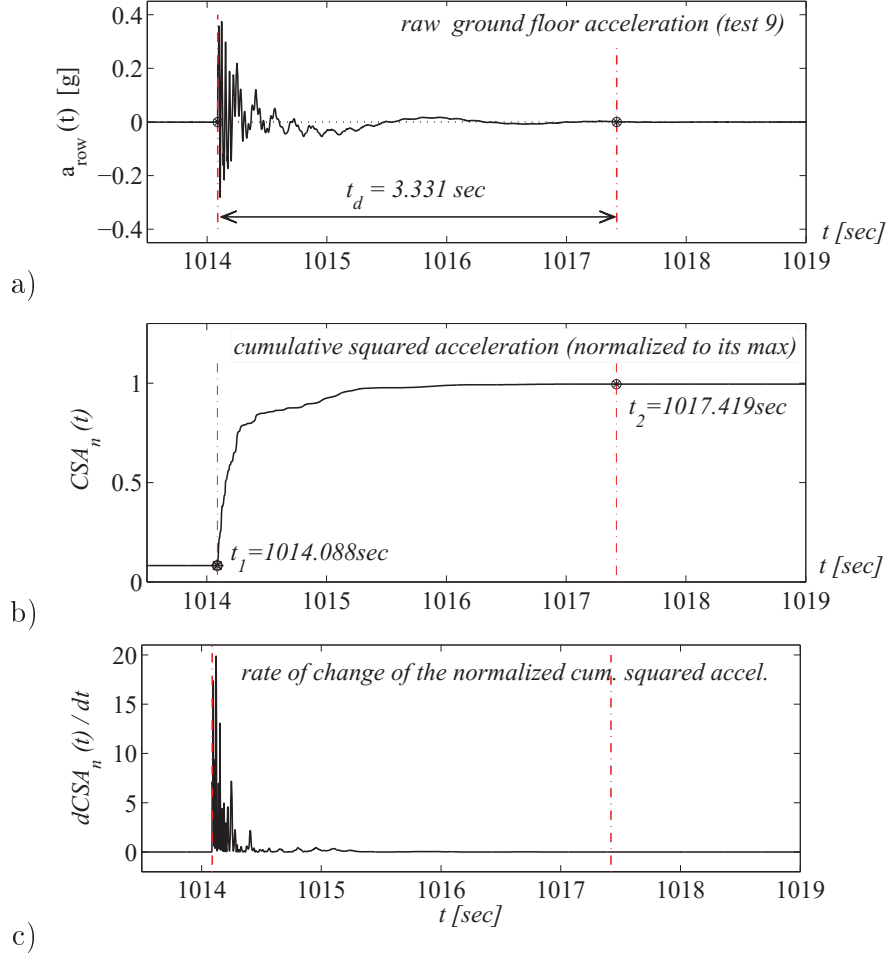 raw ground floor acceleration (test 9)
0.4
0.2
0
−0.2
−0.4
a_row(t) [g]
t_d = 3.331 sec
t [sec]
1014 1015 1016 1017 1018 1019
a)
cumulative squared acceleration (normalized to its max)
1
0.5
0
CSA_n(t)
t_2=1017.419sec
t_1=1014.088sec
t [sec]
1014 1015 1016 1017 1018 1019
b)
rate of change of the normalized cum. squared accel.
20
15
10
5
0
dCSA_n(t) / dt
1014 1015 1016 1017 1018 1019
t [sec]
c)